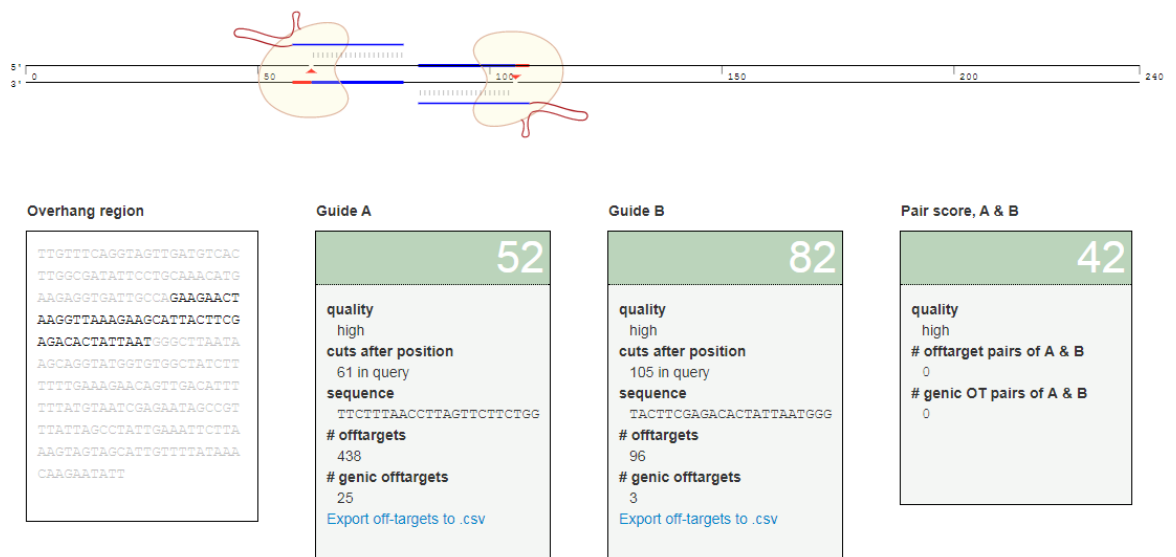 5'
3'
0
50
100
150
200
240
Overhang region
TTGTTTCAGGTAGTTGATGTCAC
TTGGCGATATTCCTGCAAACATG
AAGAGGTGATTGCCAGAAGAACT
AAGGTTAAAGAAGCATTACTTCG
AGACACTATTAATGGGCTTAATA
AGCAGGTATGGTGTGGCTATCTT
TTTTGAAAGAACAGTTGACATTT
TTTATGTAATCGAGAATAGCCGT
TTATTAGCCTATTGAAATTCTTA
AAGTAGTAGCATTGTTTTATAAA
CAAGAATATT
Guide A
52
quality
high
cuts after position
61 in query
sequence
TTCTTTAACCTTAGTTCTTCTGG
# offtargets
438
# genic offtargets
25
Export off-targets to .csv
Guide B
82
quality
high
cuts after position
105 in query
sequence
TACTTCGAGACACTATTAATGGG
# offtargets
96
# genic offtargets
3
Export off-targets to .csv
Pair score, A & B
42
quality
high
# offtarget pairs of A & B
0
# genic OT pairs of A & B
0